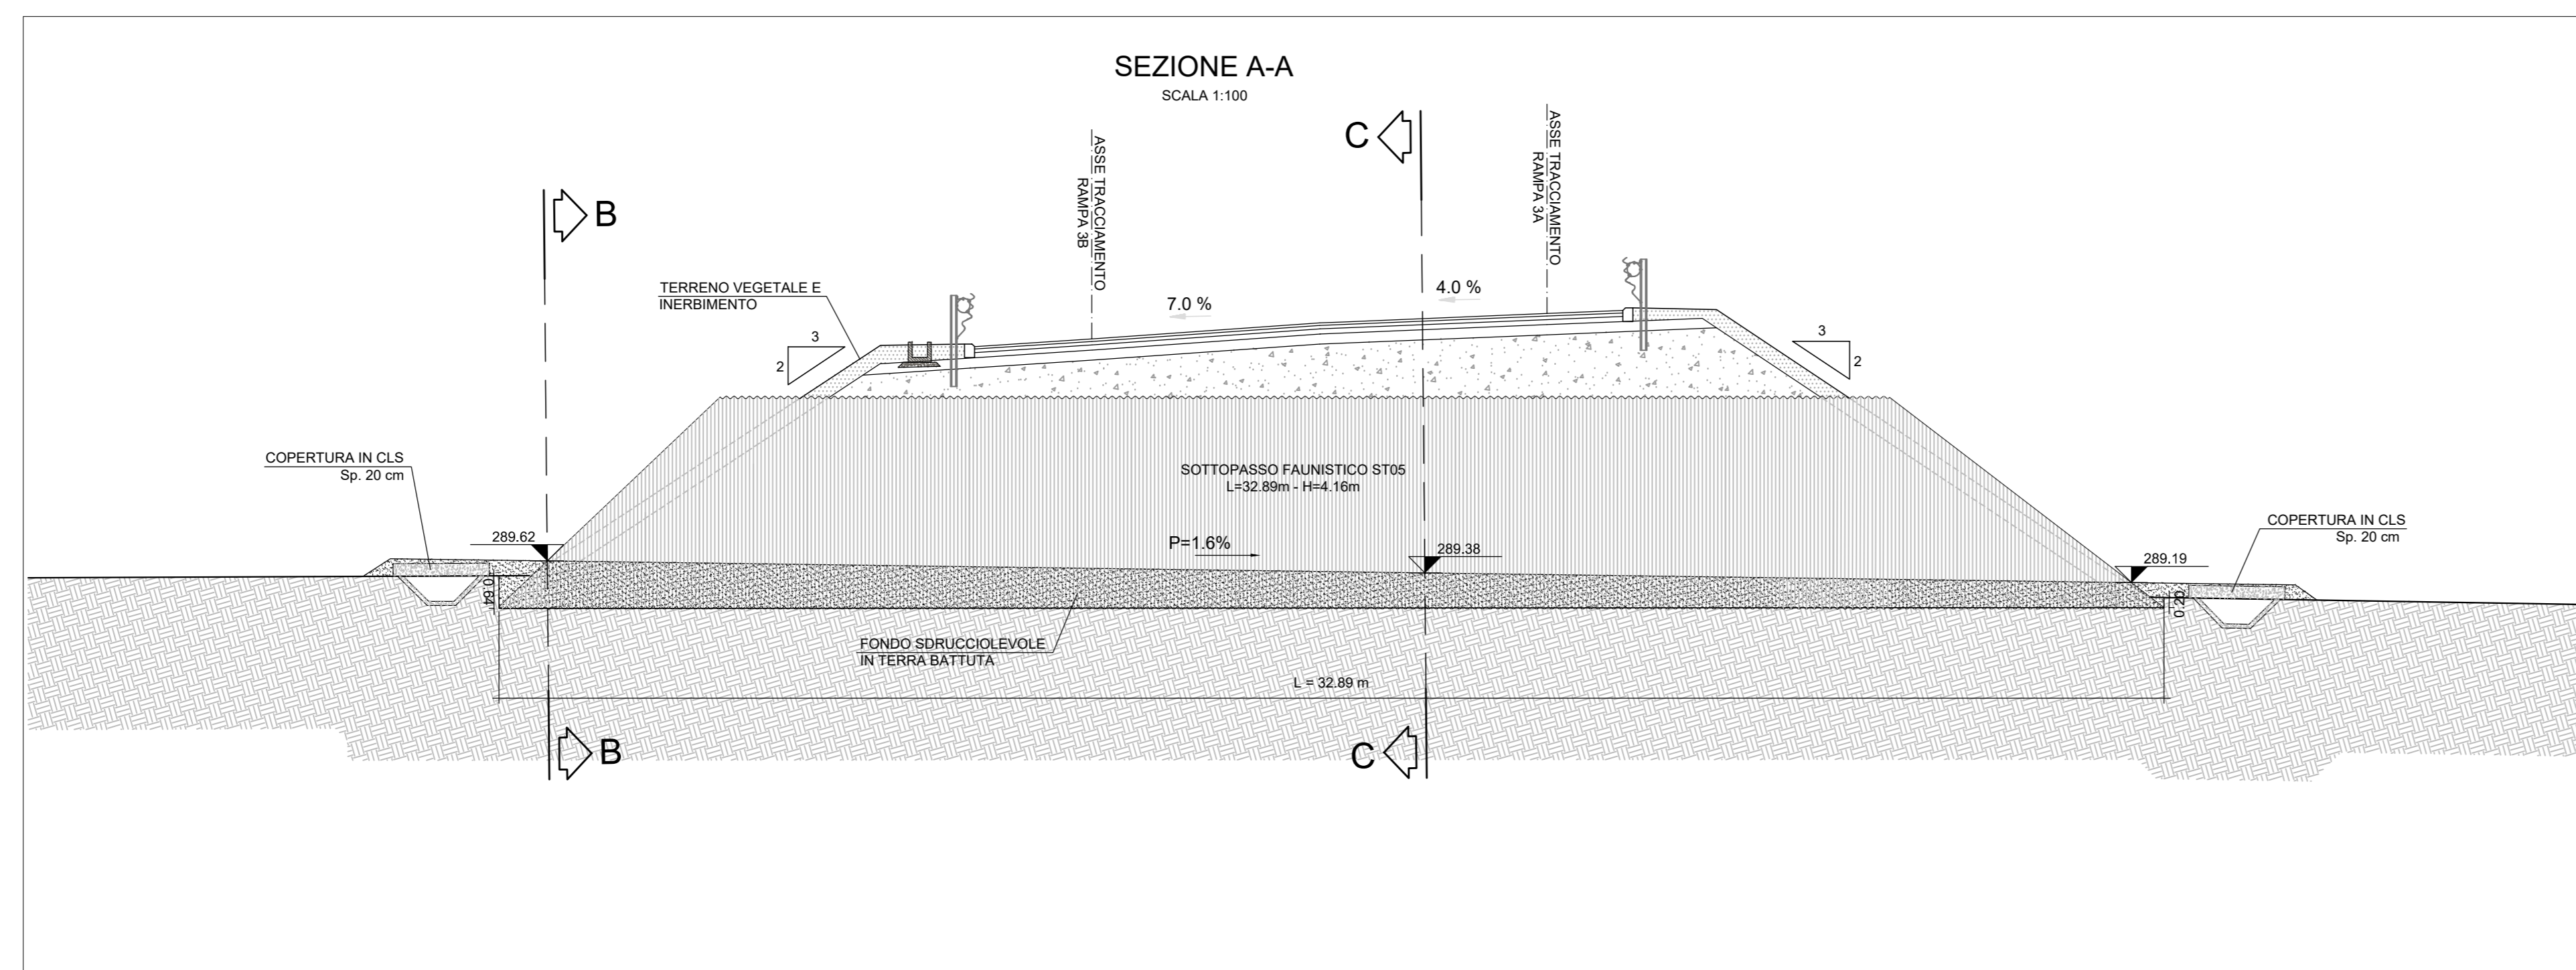 SEZIONE A-A
SCALA 1:100
C
ASSE TRACCIAMENTO
RAMPA 3B
ASSE TRACCIAMENTO
RAMPA 3A
B
TERRENO VEGETALE E
INERBIMENTO
7.0 %
4.0 %
3
2
3
2
COPERTURA IN CLS
Sp. 20 cm
SOTTOPASSO FAUNISTICO ST05
L=32.89m - H=4.16m
COPERTURA IN CLS
Sp. 20 cm
289.62
P=1.6%
289.38
289.19
0.64
0.20
FONDO SDRUCCIOLEVOLE
IN TERRA BATTUTA
L = 32.89 m
B
C